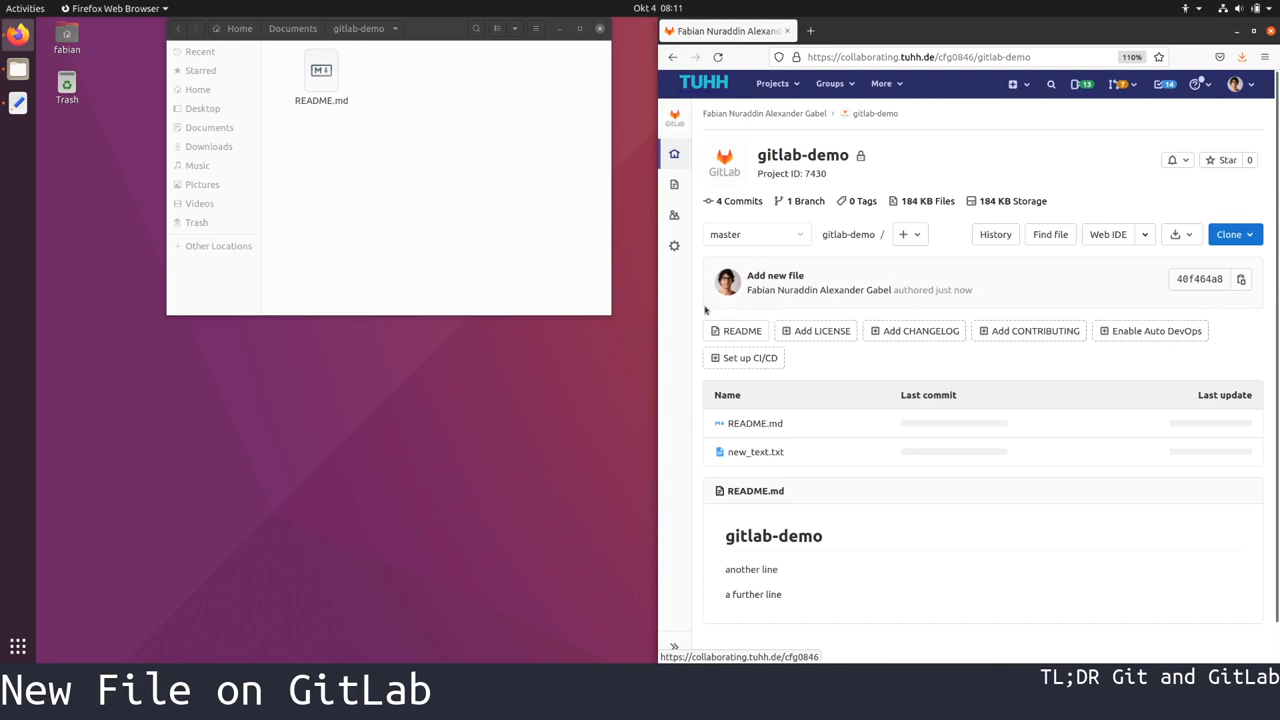 Activities
Firefox Web Browser
Okt 4 08:11
fabian
Trash
Home
Documents
gitlab-demo
Recent
Starred
Home
Desktop
Documents
Downloads
Music
Pictures
Videos
Trash
Other Locations
README.md
Fabian Nuraddin Alexand
https://collaborating.tuhh.de/cfg0846/gitlab-demo
110%
TUHH
Projects
Groups
More
13
7
14
GitLab
Fabian Nuraddin Alexander Gabel › gitlab-demo
GitLab
gitlab-demo
Project ID: 7430
Star 0
4 Commits
1 Branch
0 Tags
184 KB Files
184 KB Storage
master
gitlab-demo /
History
Find file
Web IDE
Clone
Add new file
Fabian Nuraddin Alexander Gabel authored just now
40f464a8
README
Add LICENSE
Add CHANGELOG
Add CONTRIBUTING
Enable Auto DevOps
Set up CI/CD
Name
Last commit
Last update
README.md
new_text.txt
README.md
gitlab-demo
another line
a further line
https://collaborating.tuhh.de/cfg0846
New File on GitLab
TL;DR Git and GitLab